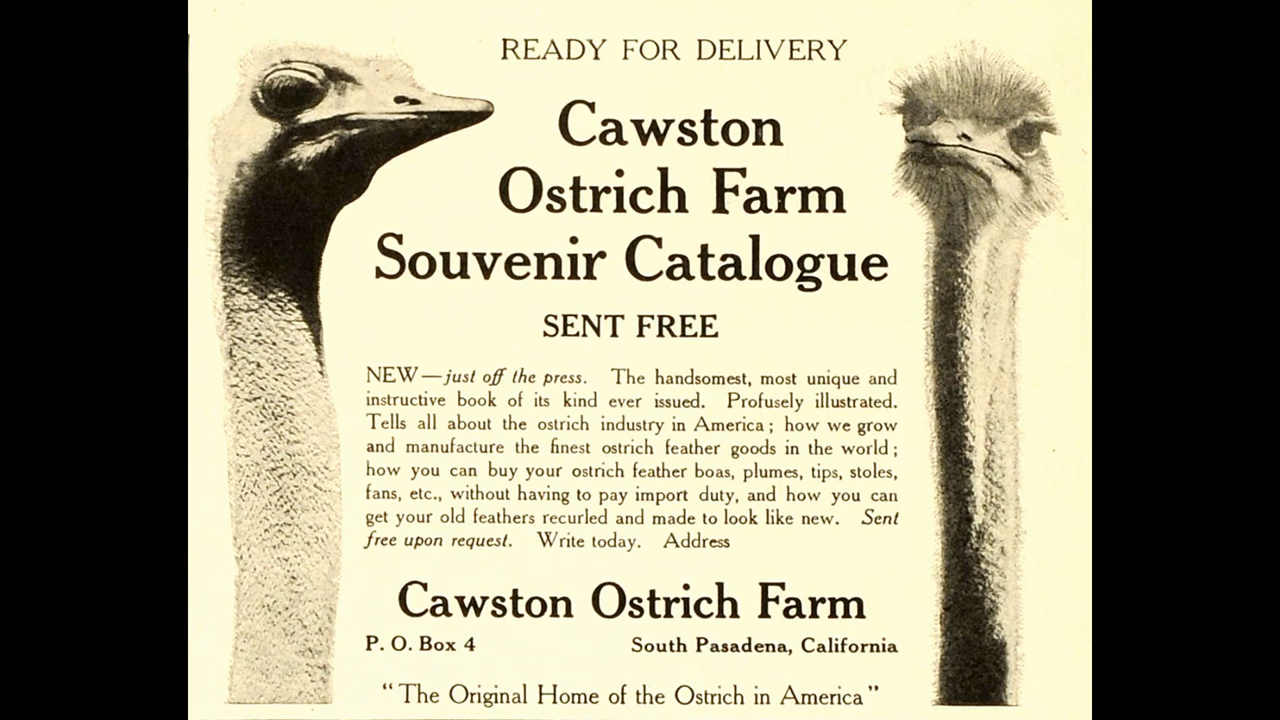 READY FOR DELIVERY
Cawston
Ostrich Farm
Souvenir Catalogue
SENT FREE
NEW—just off the press. The handsomest, most unique and
instructive book of its kind ever issued. Profusely illustrated.
Tells all about the ostrich industry in America; how we grow
and manufacture the finest ostrich feather goods in the world;
how you can buy your ostrich feather boas, plumes, tips, stoles,
fans, etc., without having to pay import duty, and how you can
get your old feathers recurled and made to look like new. Sent
free upon request. Write today. Address
Cawston Ostrich Farm
P. O. Box 4 South Pasadena, California
“The Original Home of the Ostrich in America”